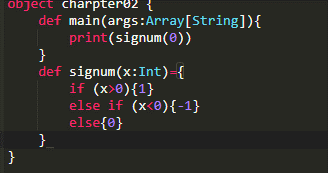 object charpter02 {
def main(args:Array[String]){
print(signum(0))
}
def signum(x:Int)={
if (x>0){1}
else if (x<0){-1}
else{0}
}
}